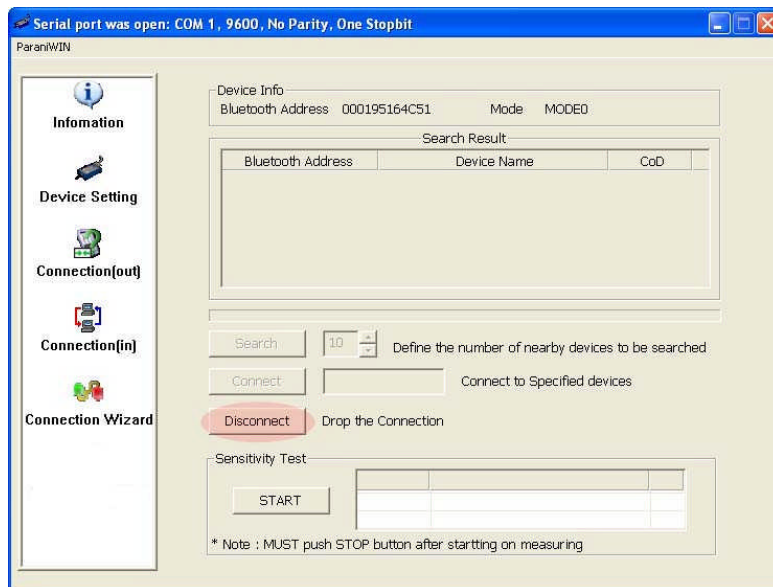 Serial port was open: COM 1, 9600, No Parity, One Stopbit
ParaniWIN
Infomation
Device Setting
Connection(out)
Connection(in)
Connection Wizard
Device Info
Bluetooth Address 000195164C51 Mode MODE0
Search Result
Bluetooth Address Device Name CoD
Search 10 Define the number of nearby devices to be searched
Connect Connect to Specified devices
Disconnect Drop the Connection
Sensitivity Test
START
* Note : MUST push STOP button after startting on measuring